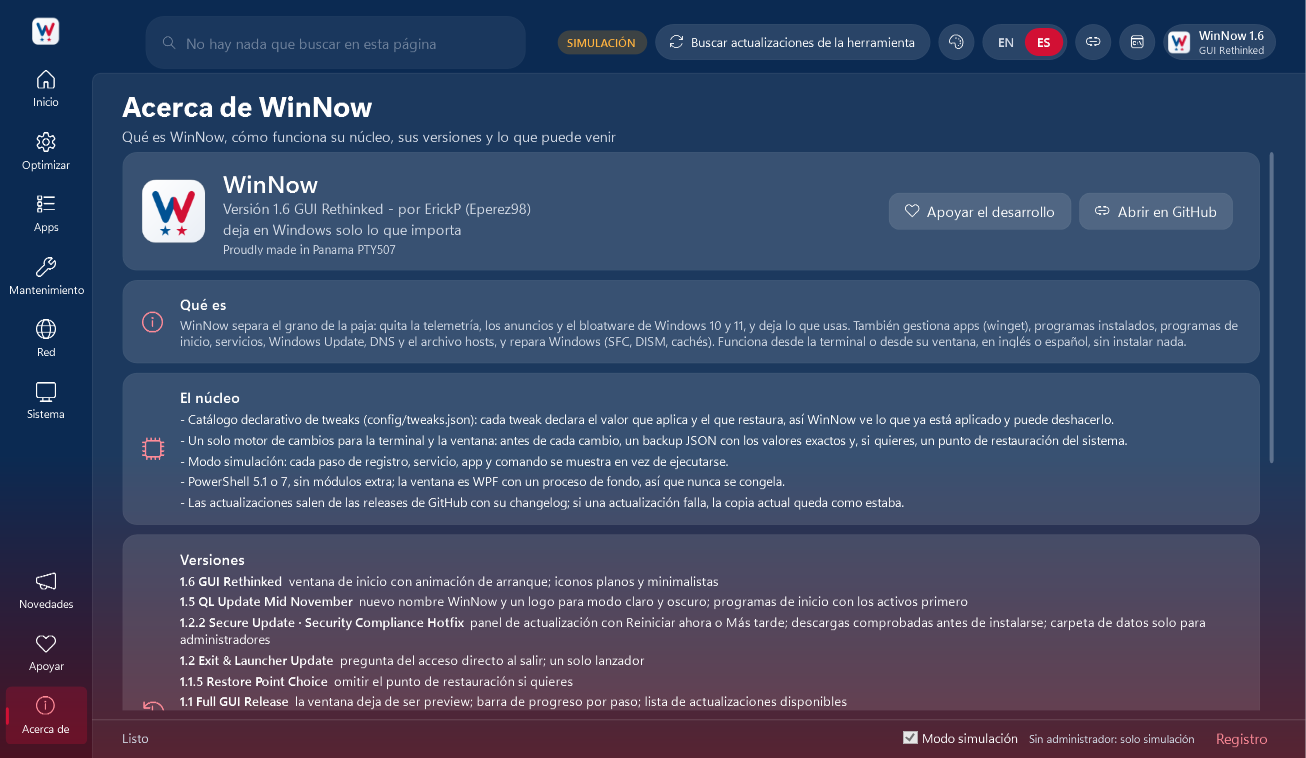 No hay nada que buscar en esta página
SIMULACIÓN
Buscar actualizaciones de la herramienta
EN
ES
WinNow 1.6
GUI Rethinked
Inicio
Optimizar
Apps
Mantenimiento
Red
Sistema
Novedades
Apoyar
Acerca de
Acerca de WinNow
Qué es WinNow, cómo funciona su núcleo, sus versiones y lo que puede venir
WinNow
Versión 1.6 GUI Rethinked - por ErickP (Eperez98)
deja en Windows solo lo que importa
Proudly made in Panama PTY507
Apoyar el desarrollo
Abrir en GitHub
Qué es
WinNow separa el grano de la paja: quita la telemetría, los anuncios y el bloatware de Windows 10 y 11, y deja lo que usas. También gestiona apps (winget), programas instalados, programas de
inicio, servicios, Windows Update, DNS y el archivo hosts, y repara Windows (SFC, DISM, cachés). Funciona desde la terminal o desde su ventana, en inglés o español, sin instalar nada.
El núcleo
- Catálogo declarativo de tweaks (config/tweaks.json): cada tweak declara el valor que aplica y el que restaura, así WinNow ve lo que ya está aplicado y puede deshacerlo.
- Un solo motor de cambios para la terminal y la ventana: antes de cada cambio, un backup JSON con los valores exactos y, si quieres, un punto de restauración del sistema.
- Modo simulación: cada paso de registro, servicio, app y comando se muestra en vez de ejecutarse.
- PowerShell 5.1 o 7, sin módulos extra; la ventana es WPF con un proceso de fondo, así que nunca se congela.
- Las actualizaciones salen de las releases de GitHub con su changelog; si una actualización falla, la copia actual queda como estaba.
Versiones
1.6 GUI Rethinked ventana de inicio con animación de arranque; iconos planos y minimalistas
1.5 QL Update Mid November nuevo nombre WinNow y un logo para modo claro y oscuro; programas de inicio con los activos primero
1.2.2 Secure Update · Security Compliance Hotfix panel de actualización con Reiniciar ahora o Más tarde; descargas comprobadas antes de instalarse; carpeta de datos solo para
administradores
1.2 Exit & Launcher Update pregunta del acceso directo al salir; un solo lanzador
1.1.5 Restore Point Choice omitir el punto de restauración si quieres
1.1 Full GUI Release la ventana deja de ser preview; barra de progreso por paso; lista de actualizaciones disponibles
Listo
Modo simulación
Sin administrador: solo simulación
Registro